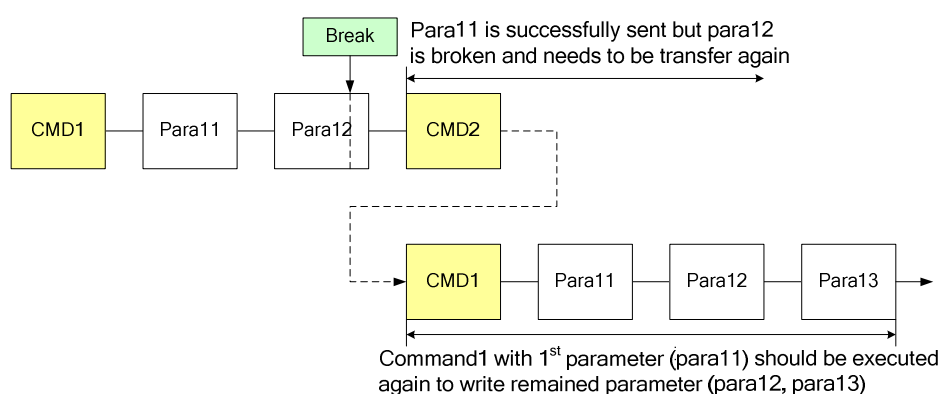 Break
Para11 is successfully sent but para12
is broken and needs to be transfer again
CMD1
Para11
Para12
CMD2
CMD1
Para11
Para12
Para13
Command1 with 1st parameter (para11) should be executed
again to write remained parameter (para12, para13)